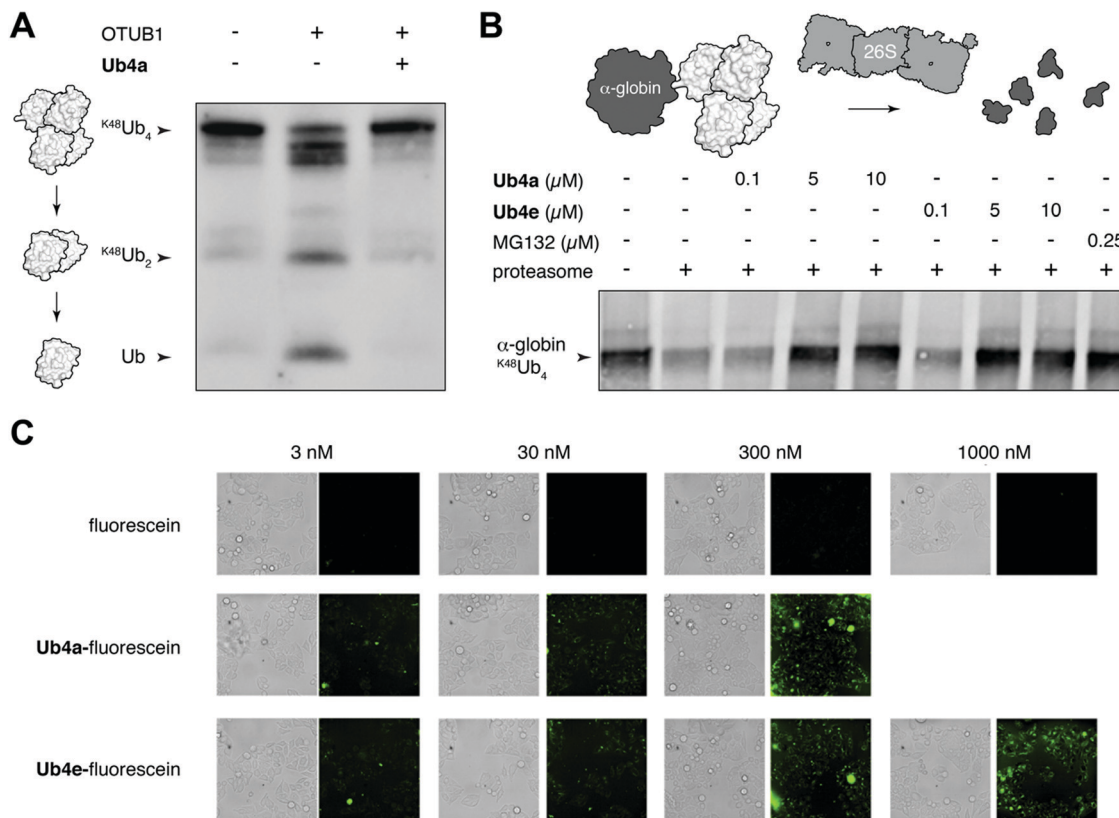 A
OTUB1 - + +
Ub4a - - +
K48Ub4
K48Ub2
Ub
B
α-globin
26S
Ub4a (μM) - - 0.1 5 10 - - - -
Ub4e (μM) - - - - - 0.1 5 10 -
MG132 (μM) - - - - - - - - 0.25
proteasome - + + + + + + + +
α-globin
K48Ub4
C
3 nM 30 nM 300 nM 1000 nM
fluorescein
Ub4a-fluorescein
Ub4e-fluorescein